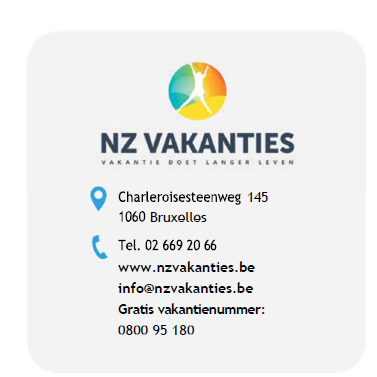 NZ VAKANTIES
VAKANTIE DOET LANGER LEVEN
Charleroisesteenweg 145
1060 Bruxelles
Tel. 02 669 20 66
www.nzvakanties.be
info@nzvakanties.be
Gratis vakantienummer:
0800 95 180